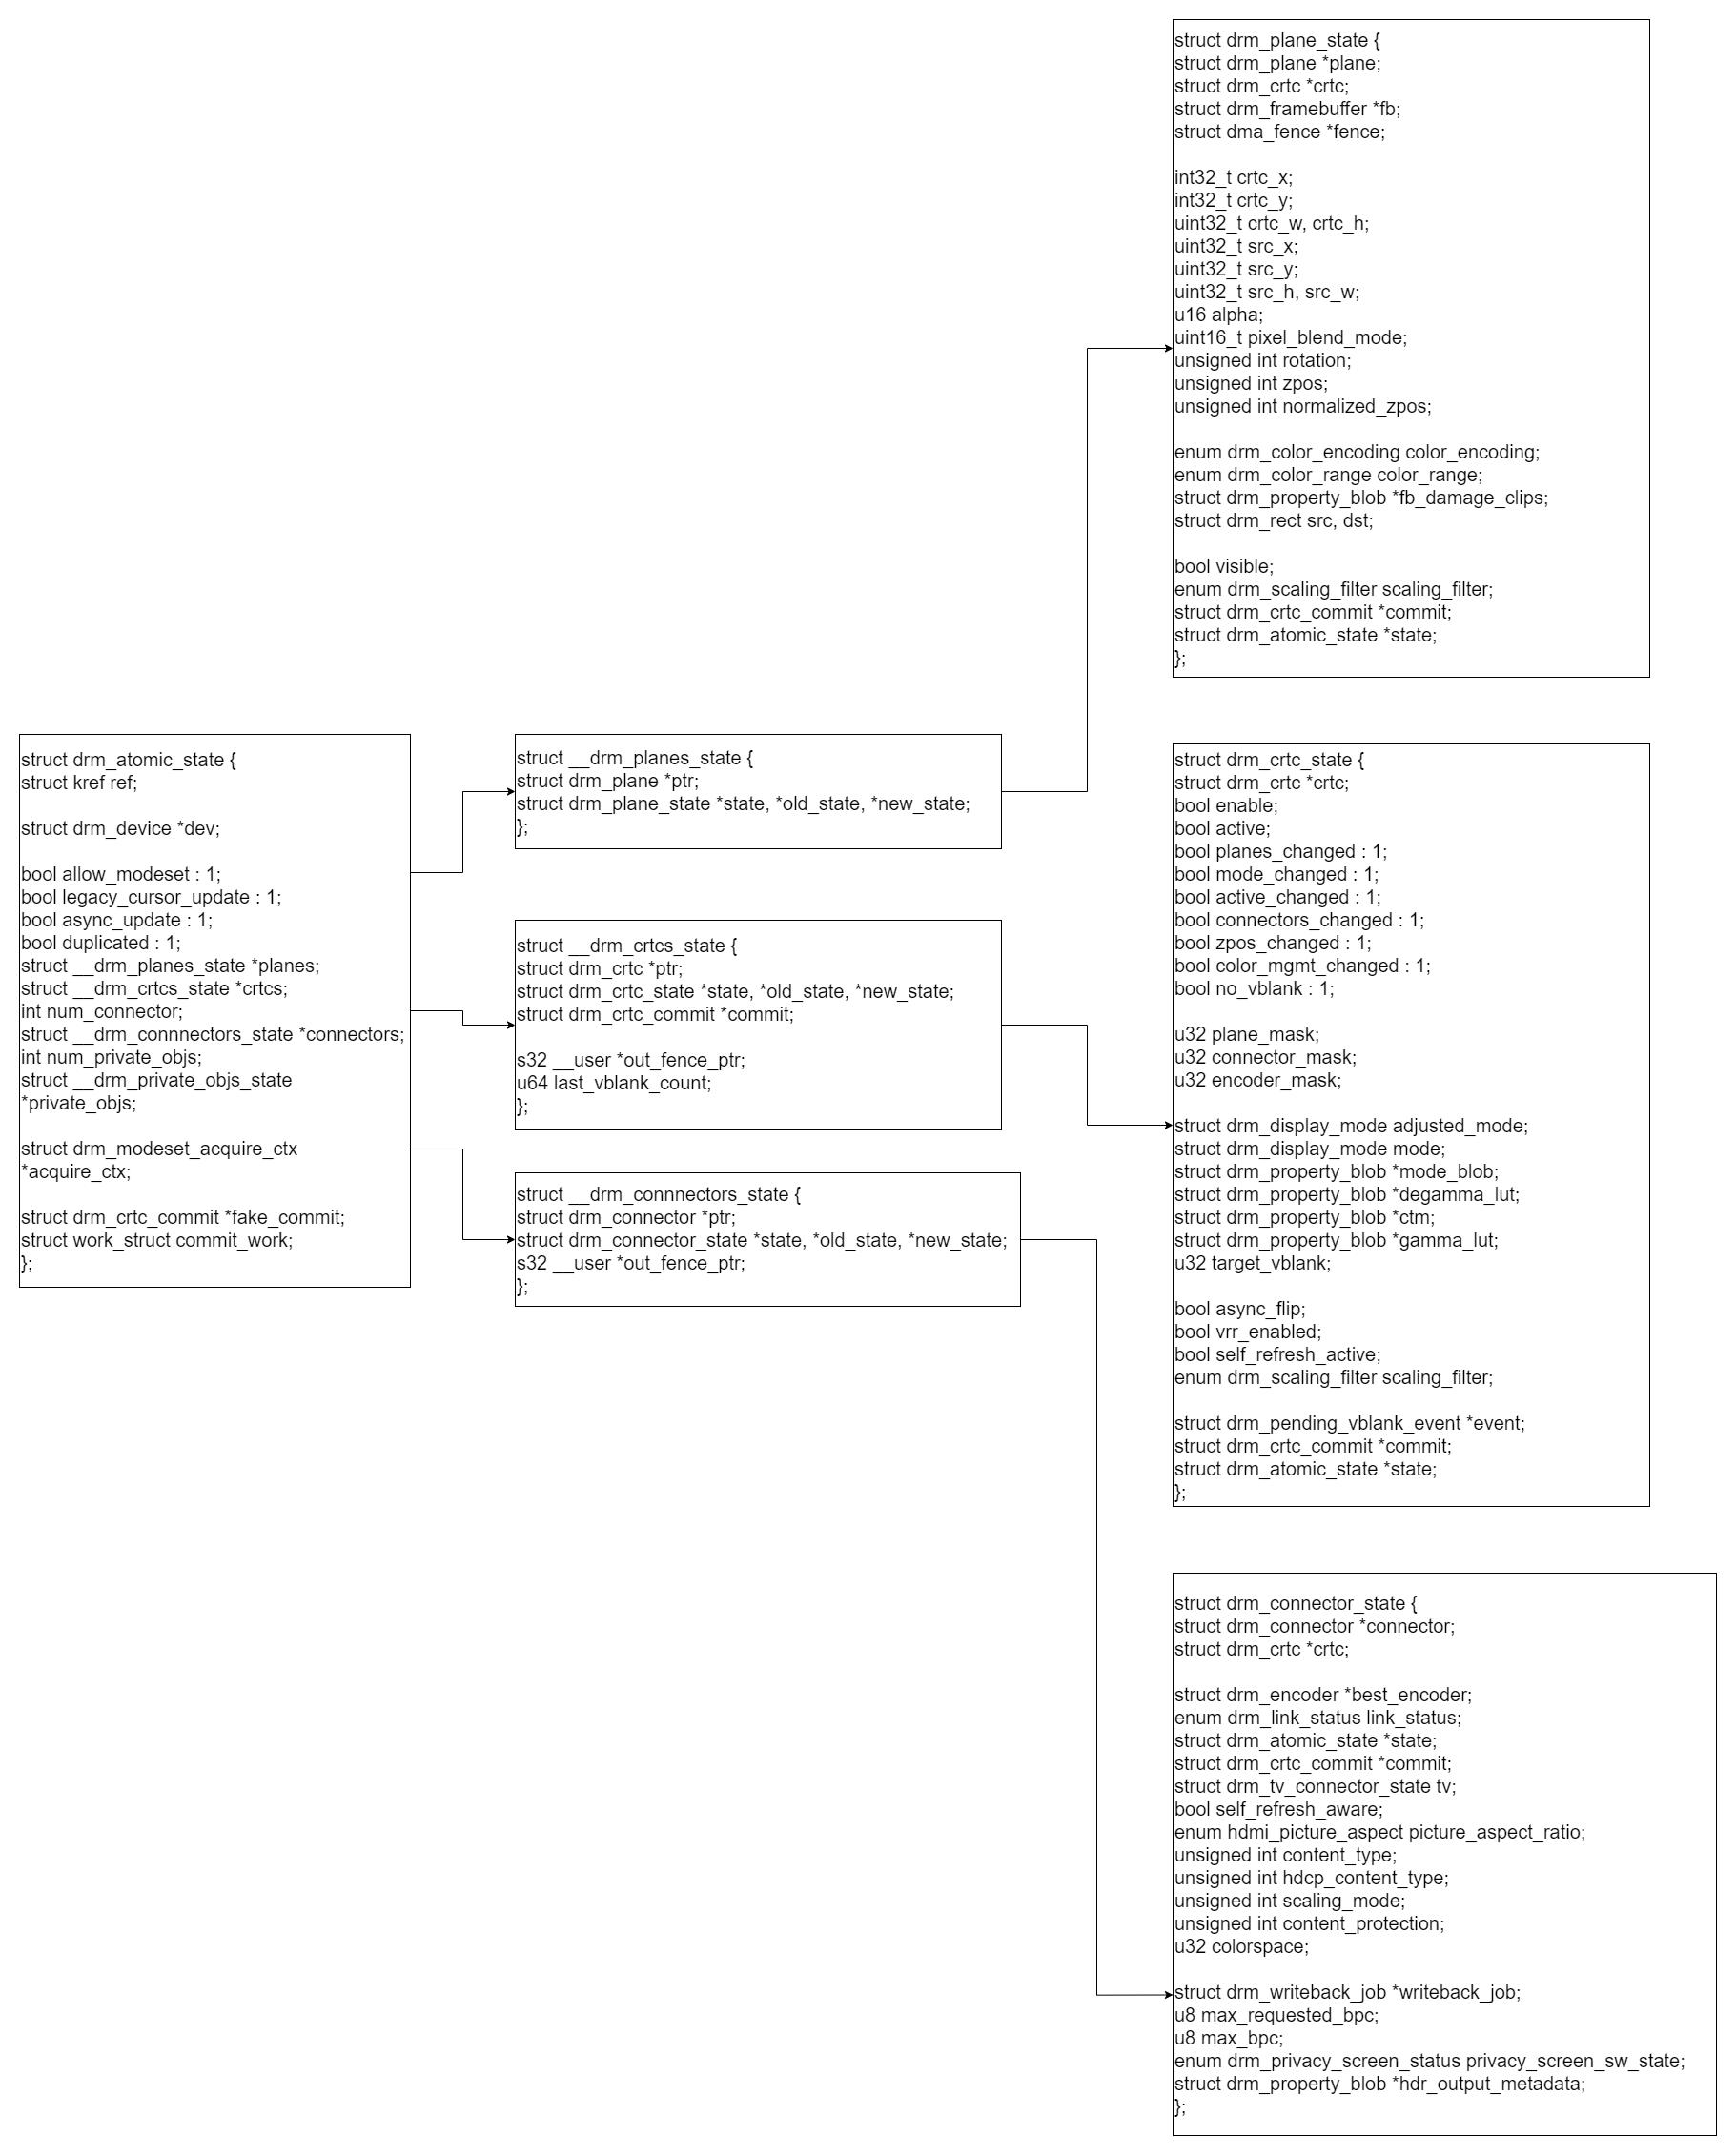 struct drm_atomic_state {
struct kref ref;
struct drm_device *dev;
bool allow_modeset : 1;
bool legacy_cursor_update : 1;
bool async_update : 1;
bool duplicated : 1;
struct __drm_planes_state *planes;
struct __drm_crtcs_state *crtcs;
int num_connector;
struct __drm_connnectors_state *connectors;
int num_private_objs;
struct __drm_private_objs_state
*private_objs;
struct drm_modeset_acquire_ctx
*acquire_ctx;
struct drm_crtc_commit *fake_commit;
struct work_struct commit_work;
};
struct __drm_planes_state {
struct drm_plane *ptr;
struct drm_plane_state *state, *old_state, *new_state;
};
struct __drm_crtcs_state {
struct drm_crtc *ptr;
struct drm_crtc_state *state, *old_state, *new_state;
struct drm_crtc_commit *commit;
s32 __user *out_fence_ptr;
u64 last_vblank_count;
};
struct __drm_connnectors_state {
struct drm_connector *ptr;
struct drm_connector_state *state, *old_state, *new_state;
s32 __user *out_fence_ptr;
};
struct drm_plane_state {
struct drm_plane *plane;
struct drm_crtc *crtc;
struct drm_framebuffer *fb;
struct dma_fence *fence;
int32_t crtc_x;
int32_t crtc_y;
uint32_t crtc_w, crtc_h;
uint32_t src_x;
uint32_t src_y;
uint32_t src_h, src_w;
u16 alpha;
uint16_t pixel_blend_mode;
unsigned int rotation;
unsigned int zpos;
unsigned int normalized_zpos;
enum drm_color_encoding color_encoding;
enum drm_color_range color_range;
struct drm_property_blob *fb_damage_clips;
struct drm_rect src, dst;
bool visible;
enum drm_scaling_filter scaling_filter;
struct drm_crtc_commit *commit;
struct drm_atomic_state *state;
};
struct drm_crtc_state {
struct drm_crtc *crtc;
bool enable;
bool active;
bool planes_changed : 1;
bool mode_changed : 1;
bool active_changed : 1;
bool connectors_changed : 1;
bool zpos_changed : 1;
bool color_mgmt_changed : 1;
bool no_vblank : 1;
u32 plane_mask;
u32 connector_mask;
u32 encoder_mask;
struct drm_display_mode adjusted_mode;
struct drm_display_mode mode;
struct drm_property_blob *mode_blob;
struct drm_property_blob *degamma_lut;
struct drm_property_blob *ctm;
struct drm_property_blob *gamma_lut;
u32 target_vblank;
bool async_flip;
bool vrr_enabled;
bool self_refresh_active;
enum drm_scaling_filter scaling_filter;
struct drm_pending_vblank_event *event;
struct drm_crtc_commit *commit;
struct drm_atomic_state *state;
};
struct drm_connector_state {
struct drm_connector *connector;
struct drm_crtc *crtc;
struct drm_encoder *best_encoder;
enum drm_link_status link_status;
struct drm_atomic_state *state;
struct drm_crtc_commit *commit;
struct drm_tv_connector_state tv;
bool self_refresh_aware;
enum hdmi_picture_aspect picture_aspect_ratio;
unsigned int content_type;
unsigned int hdcp_content_type;
unsigned int scaling_mode;
unsigned int content_protection;
u32 colorspace;
struct drm_writeback_job *writeback_job;
u8 max_requested_bpc;
u8 max_bpc;
enum drm_privacy_screen_status privacy_screen_sw_state;
struct drm_property_blob *hdr_output_metadata;
};